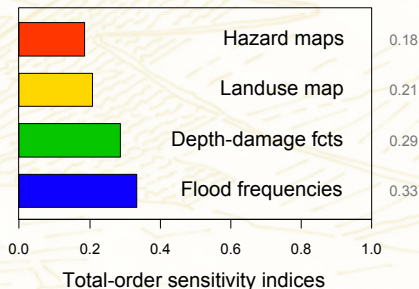 Hazard maps 0.18
Landuse map 0.21
Depth-damage fcts 0.29
Flood frequencies 0.33
0.0 0.2 0.4 0.6 0.8 1.0
Total-order sensitivity indices